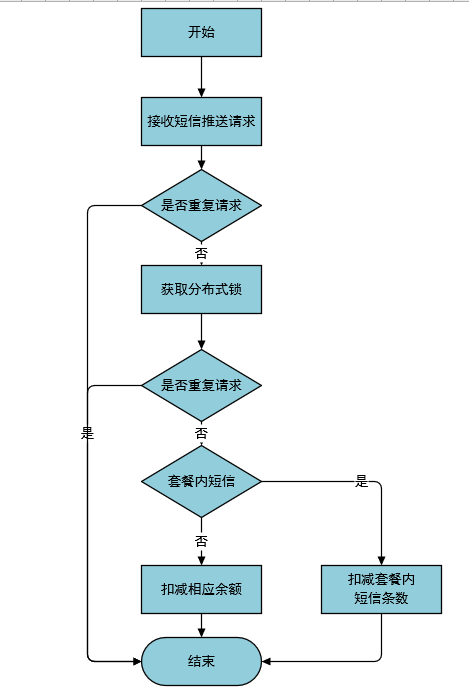 开始
接收短信推送请求
是否重复请求
否
获取分布式锁
是否重复请求
是
否
套餐内短信
是
否
扣减相应余额
扣减套餐内
短信条数
结束